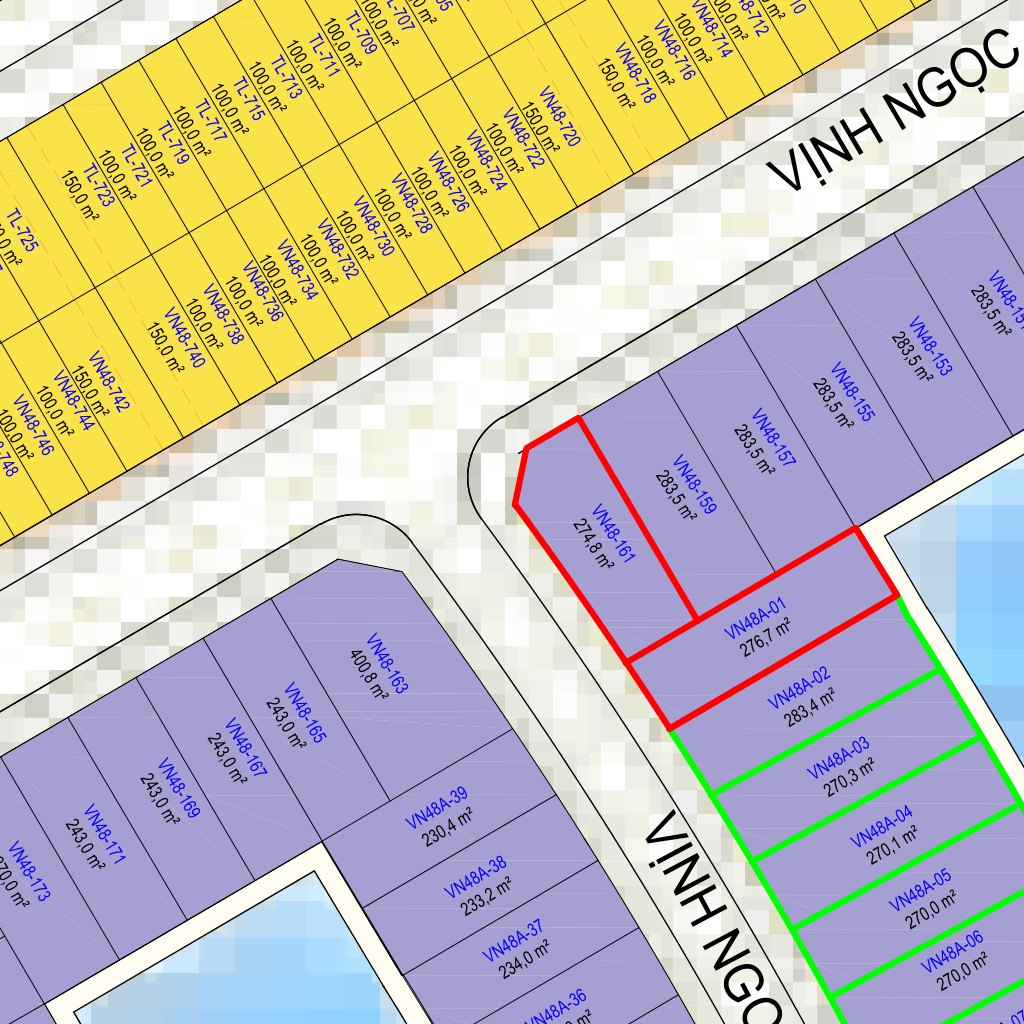 TL-707
100,0 m²
TL-709
100,0 m²
TL-711
100,0 m²
TL-713
100,0 m²
TL-715
100,0 m²
TL-717
100,0 m²
TL-719
100,0 m²
TL-721
100,0 m²
TL-723
150,0 m²
TL-725
VN48-712
VN48-714
100,0 m²
VN48-716
100,0 m²
VN48-718
150,0 m²
VN48-720
150,0 m²
VN48-722
100,0 m²
VN48-724
100,0 m²
VN48-726
100,0 m²
VN48-728
100,0 m²
VN48-730
100,0 m²
VN48-732
100,0 m²
VN48-734
100,0 m²
VN48-736
100,0 m²
VN48-738
100,0 m²
VN48-740
150,0 m²
VN48-742
150,0 m²
VN48-744
100,0 m²
VN48-746
100,0 m²
VỊNH NGỌC
283,5 m²
VN48-153
283,5 m²
VN48-155
283,5 m²
VN48-157
283,5 m²
VN48-159
283,5 m²
VN48-161
274,8 m²
VN48A-01
276,7 m²
VN48A-02
283,4 m²
VN48A-03
270,3 m²
VN48A-04
270,1 m²
VN48A-05
270,0 m²
VN48A-06
270,0 m²
VN48-163
400,8 m²
VN48-165
243,0 m²
VN48-167
243,0 m²
VN48-169
243,0 m²
VN48-171
243,0 m²
VN48-173
VN48A-39
230,4 m²
VN48A-38
233,2 m²
VN48A-37
234,0 m²
VN48A-36
VỊNH NGỌ